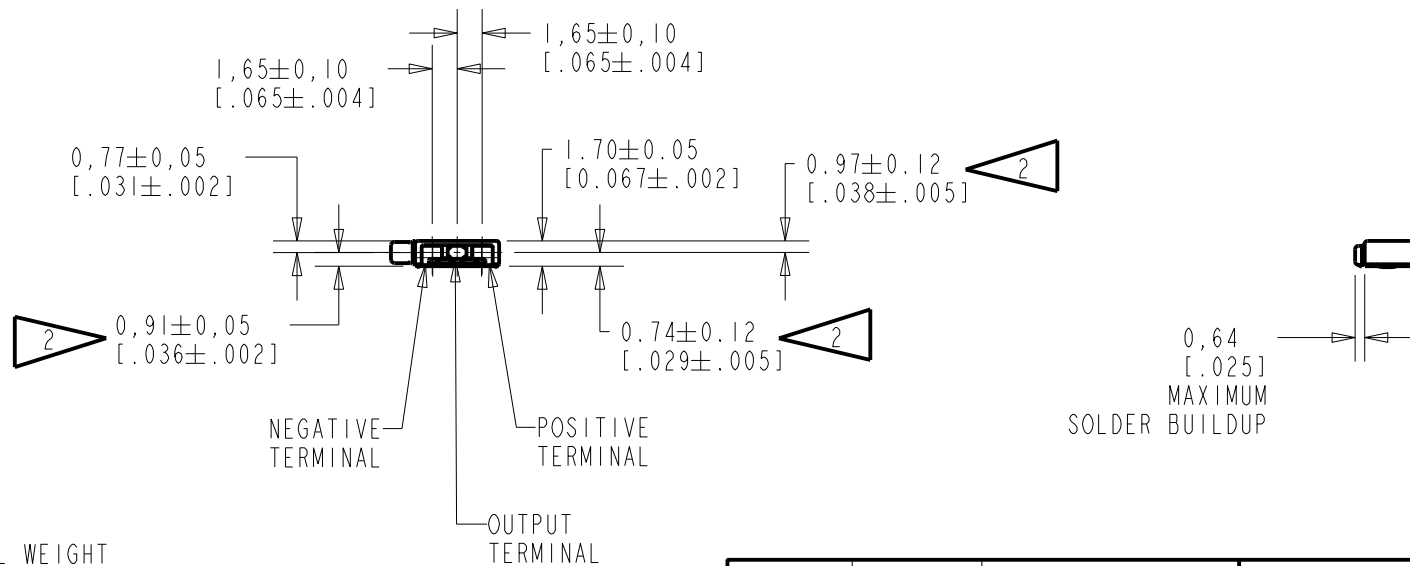 1,65±0,10
[.065±.004]
1,65±0,10
[.065±.004]
0,77±0,05
[.031±.002]
1.70±0.05
[0.067±.002]
0.97±0.12
[.038±.005]
2
2
0,91±0,05
[.036±.002]
0.74±0.12
[.029±.005]
2
0,64
[.025]
MAXIMUM
SOLDER BUILDUP
NEGATIVE
TERMINAL
POSITIVE
TERMINAL
OUTPUT
TERMINAL
WEIGHT